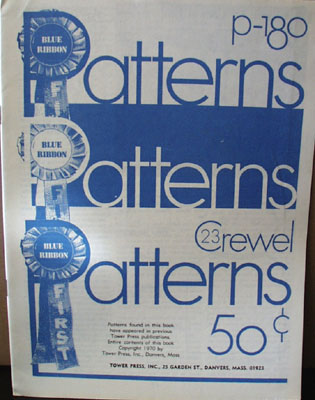 p-180
BLUE
RIBBON
Patterns
FIRST
BLUE
RIBBON
Patterns
F
23 Crewel
BLUE
RIBBON
Patterns
FIRST
50¢
Patterns found in this book
have appeared in previous
Tower Press publications.
Entire contents of this book
Copyright 1970 by
Tower Press, Inc., Danvers, Mass
TOWER PRESS, INC., 25 GARDEN ST., DANVERS, MASS. 01923